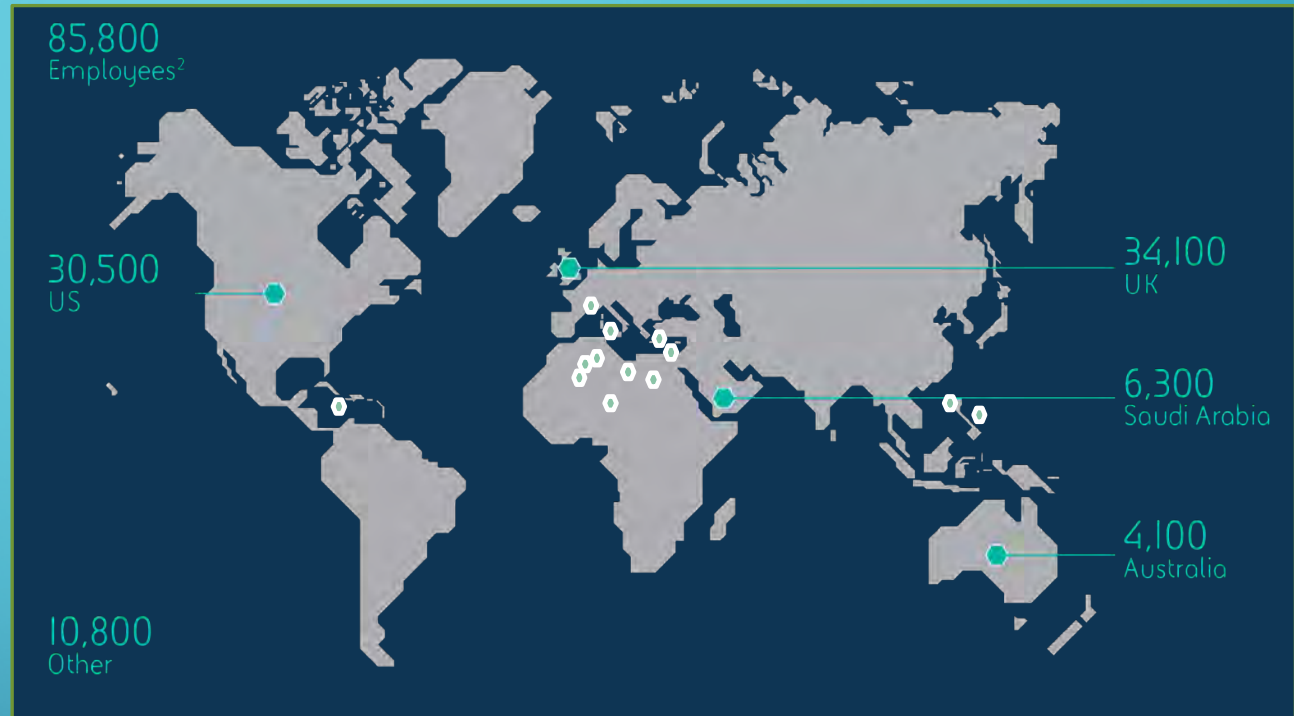 85,800
Employees²
30,500
US
34,100
UK
6,300
Saudi Arabia
4,100
Australia
10,800
Other